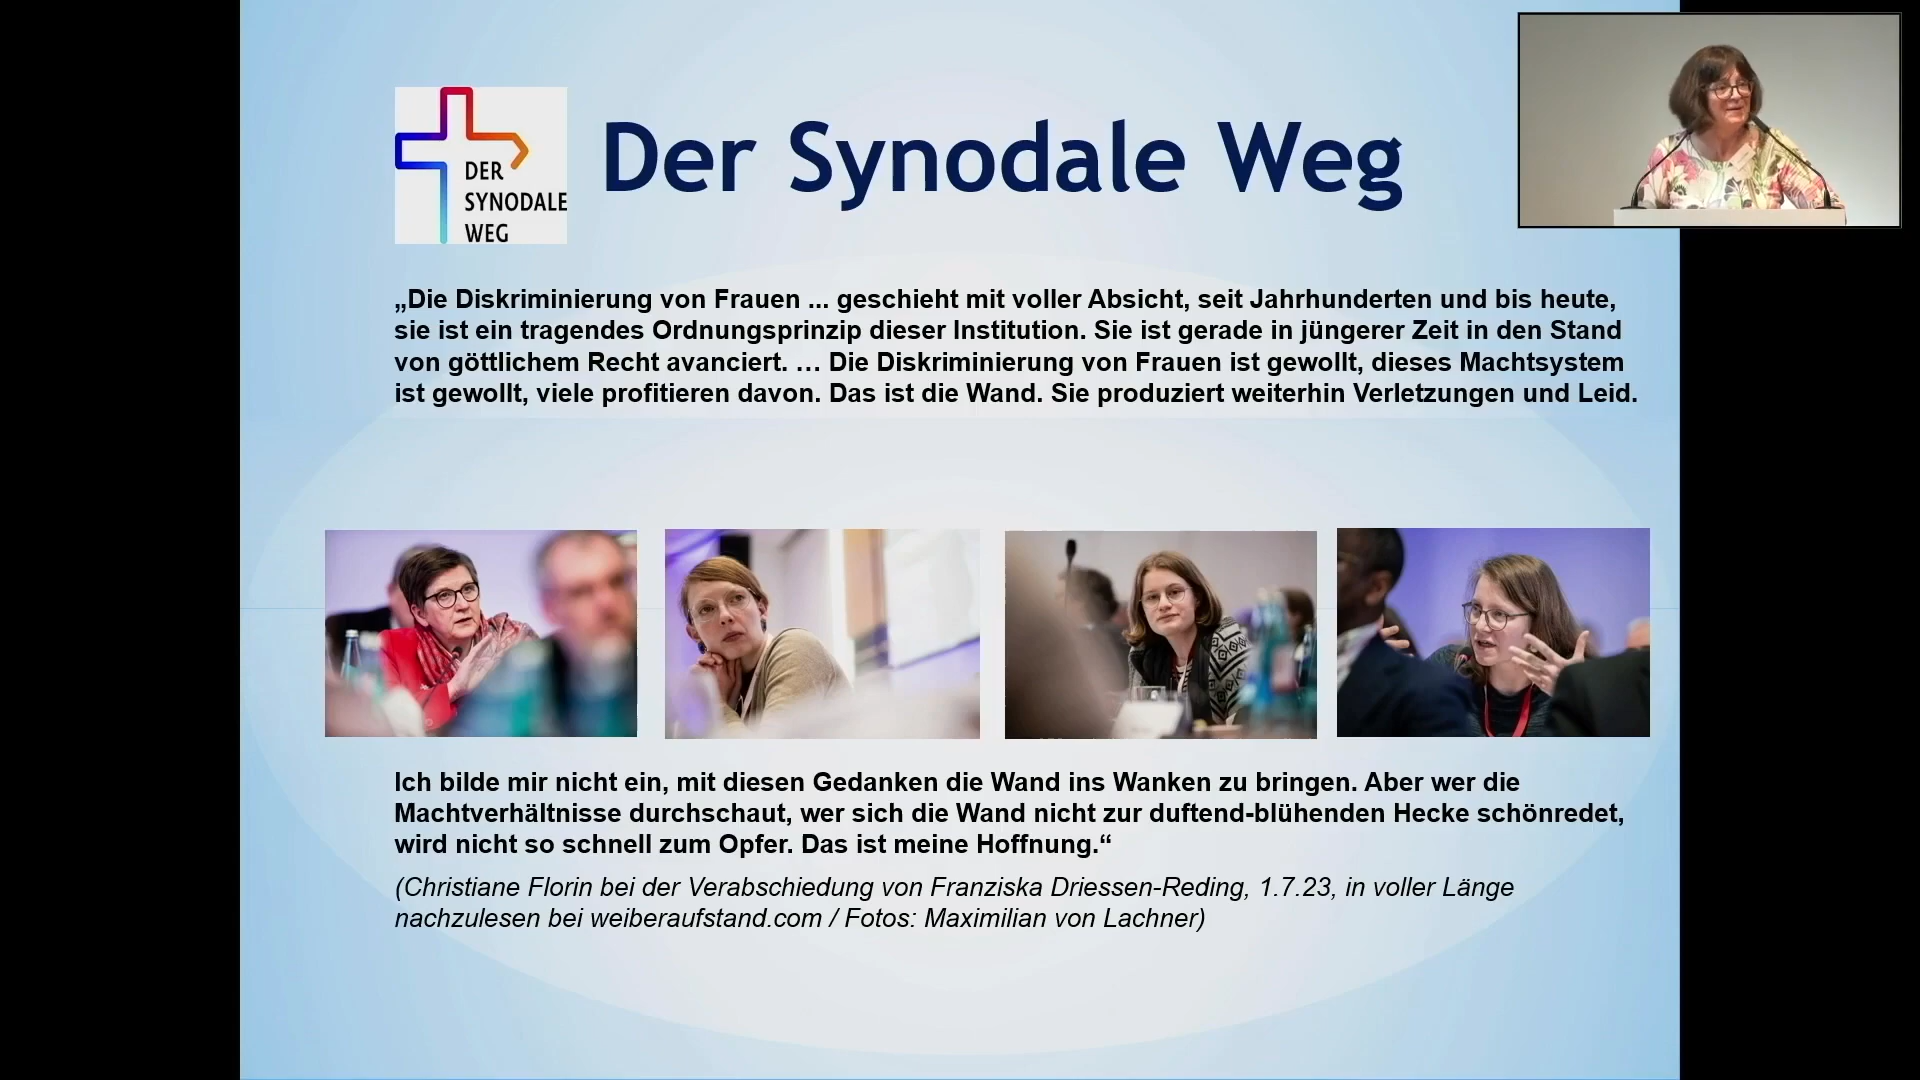 DER
SYNODALE
WEG
Der Synodale Weg
„Die Diskriminierung von Frauen ... geschieht mit voller Absicht, seit Jahrhunderten und bis heute,
sie ist ein tragendes Ordnungsprinzip dieser Institution. Sie ist gerade in jüngerer Zeit in den Stand
von göttlichem Recht avanciert. … Die Diskriminierung von Frauen ist gewollt, dieses Machtsystem
ist gewollt, viele profitieren davon. Das ist die Wand. Sie produziert weiterhin Verletzungen und Leid.
Ich bilde mir nicht ein, mit diesen Gedanken die Wand ins Wanken zu bringen. Aber wer die
Machtverhältnisse durchschaut, wer sich die Wand nicht zur duftend-blühenden Hecke schönredet,
wird nicht so schnell zum Opfer. Das ist meine Hoffnung.“
(Christiane Florin bei der Verabschiedung von Franziska Driessen-Reding, 1.7.23, in voller Länge
nachzulesen bei weiberaufstand.com / Fotos: Maximilian von Lachner)